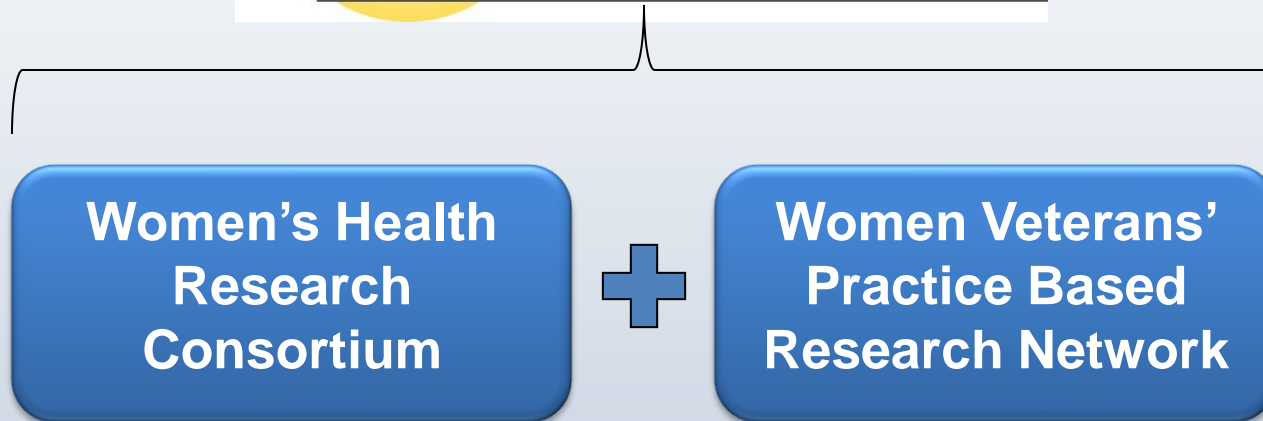 Women’s Health
Research
Consortium
Women Veterans’
Practice Based
Research Network